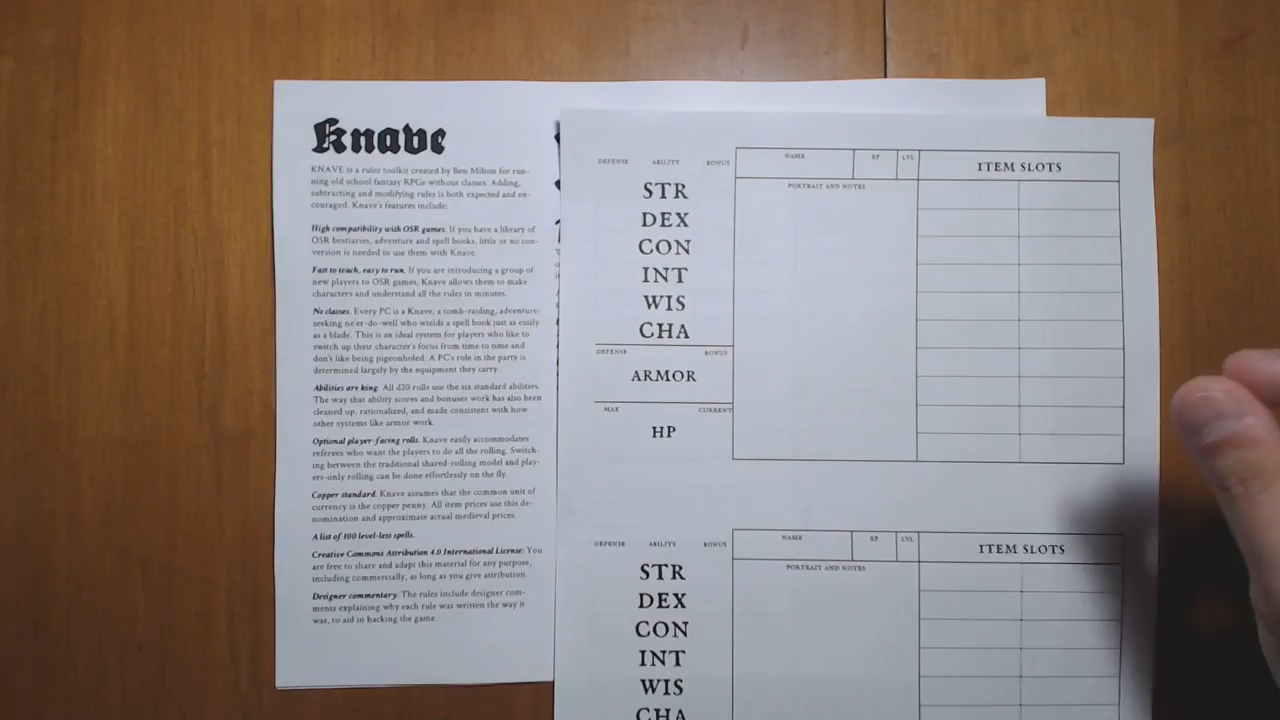 Knave
KNAVE is a rules toolkit created by Ben Milton for run-
ning old school fantasy RPGs without classes. Adding,
subtracting and modifying rules is both expected and en-
couraged. Knave's features include:
High compatibility with OSR games. If you have a library of
OSR bestiaries, adventure and spell books, little or no con-
version is needed to use them with Knave.
Fast to teach, easy to run. If you are introducing a group of
new players to OSR games, Knave allows them to make
characters and understand all the rules in minutes.
No classes. Every PC is a Knave, a tomb-raiding, adventure-
seeking ne'er-do-well who wields a spell book just as easily
as a blade. This is an ideal system for players who like to
switch up their character's focus from time to time and
don't like being pigeonholed. A PC's role in the party is
determined largely by the equipment they carry.
Abilities are king. All d20 rolls use the six standard abilities.
The way that ability scores and bonuses work has also been
cleaned up, rationalized, and made consistent with how
other systems like armor work.
Optional player-facing rolls. Knave easily accommodates
referees who want the players to do all the rolling. Switch-
ing between the traditional shared-rolling model and play-
ers-only rolling can be done effortlessly on the fly.
Copper standard. Knave assumes that the common unit of
currency is the copper penny. All item prices use this de-
nomination and approximate actual medieval prices.
A list of 100 level-less spells.
Creative Commons Attribution 4.0 International License: You
are free to share and adapt this material for any purpose,
including commercially, as long as you give attribution.
Designer commentary. The rules include designer com-
ments explaining why each rule was written the way it
was, to aid in hacking the game.
DEFENSE ABILITY BONUS
STR
DEX
CON
INT
WIS
CHA
DEFENSE BONUS
ARMOR
MAX CURRENT
HP
NAME XP LVL
PORTRAIT AND NOTES
ITEM SLOTS
DEFENSE ABILITY BONUS
STR
DEX
CON
INT
WIS
CHA
NAME XP LVL
PORTRAIT AND NOTES
ITEM SLOTS